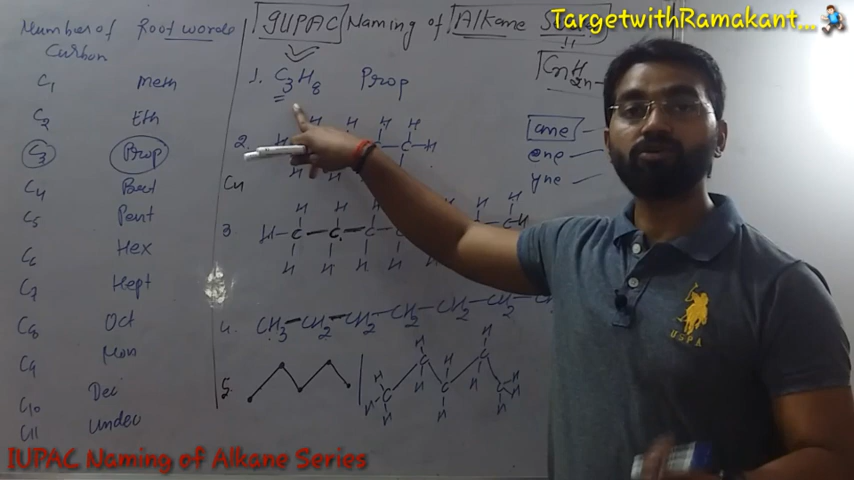 TargetwithRamakant...
IUPAC Naming of Alkane
Number of Carbon
Root words
C1 Meth
C2 Eth
C3 Prop
C4 But
C5 Pent
C6 Hex
C7 Hept
C8 Oct
C9 Non
C10 Dec
C11 Undec
1. C3H8 Prop
CnH2n
ane
ene
yne
2.
C4
3
4. CH3-CH2-CH2-CH2-CH2-CH2
5.
USPA
IUPAC Naming of Alkane Series